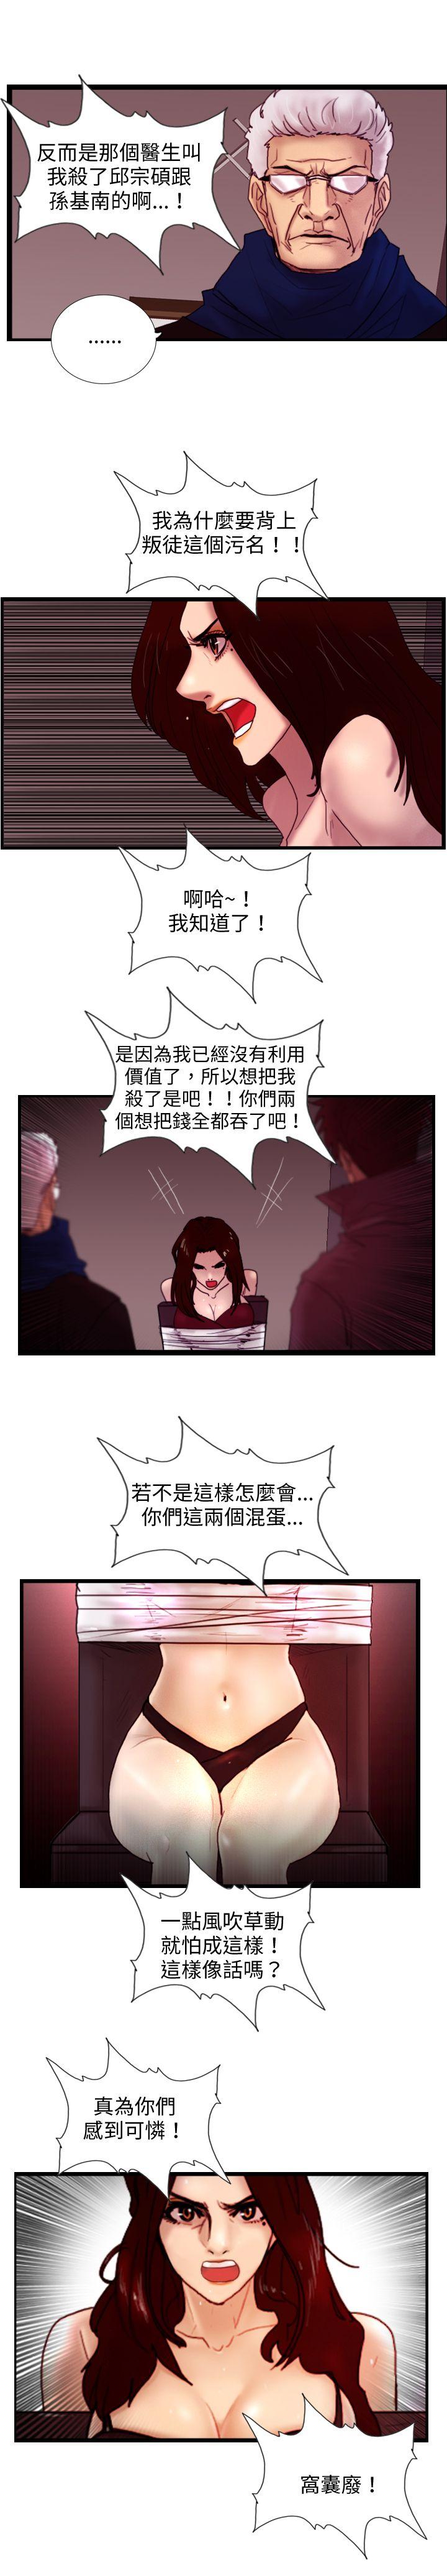 反而是那個醫生叫
我殺了邱宗碩跟
孫基南的啊...！
......
我為什麼要背上
叛徒這個污名！！
啊哈~！
我知道了！
是因為我已經沒有利用
價值了，所以想把我
殺了是吧！！你們兩
個想把錢全都吞了吧！
若不是這樣怎麼會...
你們這兩個混蛋...
一點風吹草動
就怕成這樣！
這樣像話嗎？
真為你們
感到可憐！
窩囊廢！